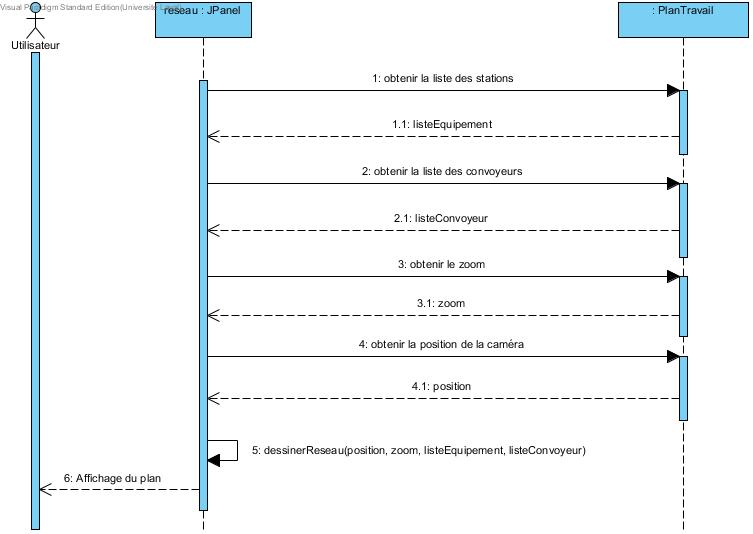 Visual Paradigm Standard Edition(Universite Laval)
Utilisateur
reseau : JPanel
: PlanTravail
1: obtenir la liste des stations
1.1: listeEquipement
2: obtenir la liste des convoyeurs
2.1: listeConvoyeur
3: obtenir le zoom
3.1: zoom
4: obtenir la position de la caméra
4.1: position
5: dessinerReseau(position, zoom, listeEquipement, listeConvoyeur)
6: Affichage du plan